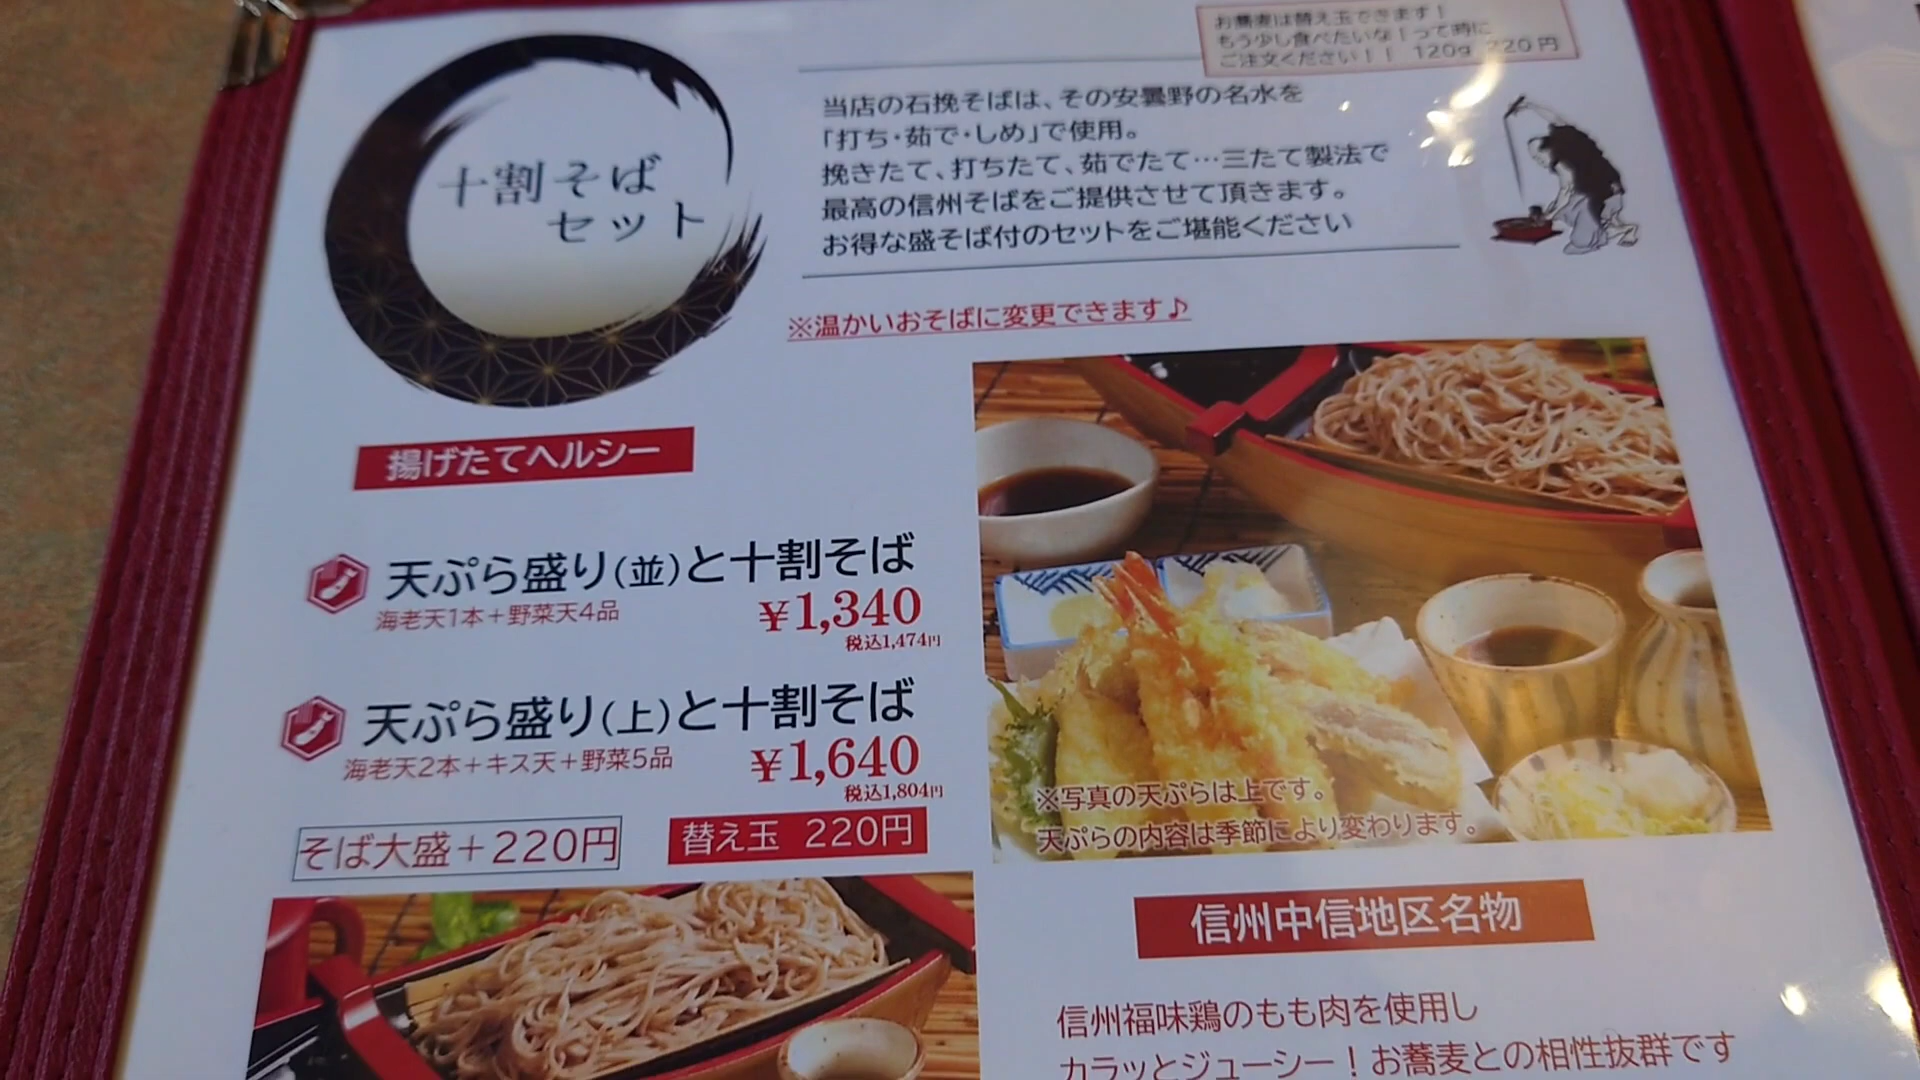 お蕎麦は替え玉できます！
もう少し食べたいな！って時に
ご注文ください！！ 120g 220円
十割そば
セット
当店の石挽そばは、その安曇野の名水を
「打ち・茹で・しめ」で使用。
挽きたて、打ちたて、茹でたて…三たて製法で
最高の信州そばをご提供させて頂きます。
お得な盛そば付のセットをご堪能ください
※温かいおそばに変更できます♪
揚げたてヘルシー
天ぷら盛り(並)と十割そば
海老天1本＋野菜天4品
¥1,340
税込1,474円
天ぷら盛り(上)と十割そば
海老天2本＋キス天＋野菜5品
¥1,640
税込1,804円
そば大盛＋220円
替え玉 220円
※写真の天ぷらは上です。
天ぷらの内容は季節により変わります。
信州中信地区名物
信州福味鶏のもも肉を使用し
カラッとジューシー！お蕎麦との相性抜群です